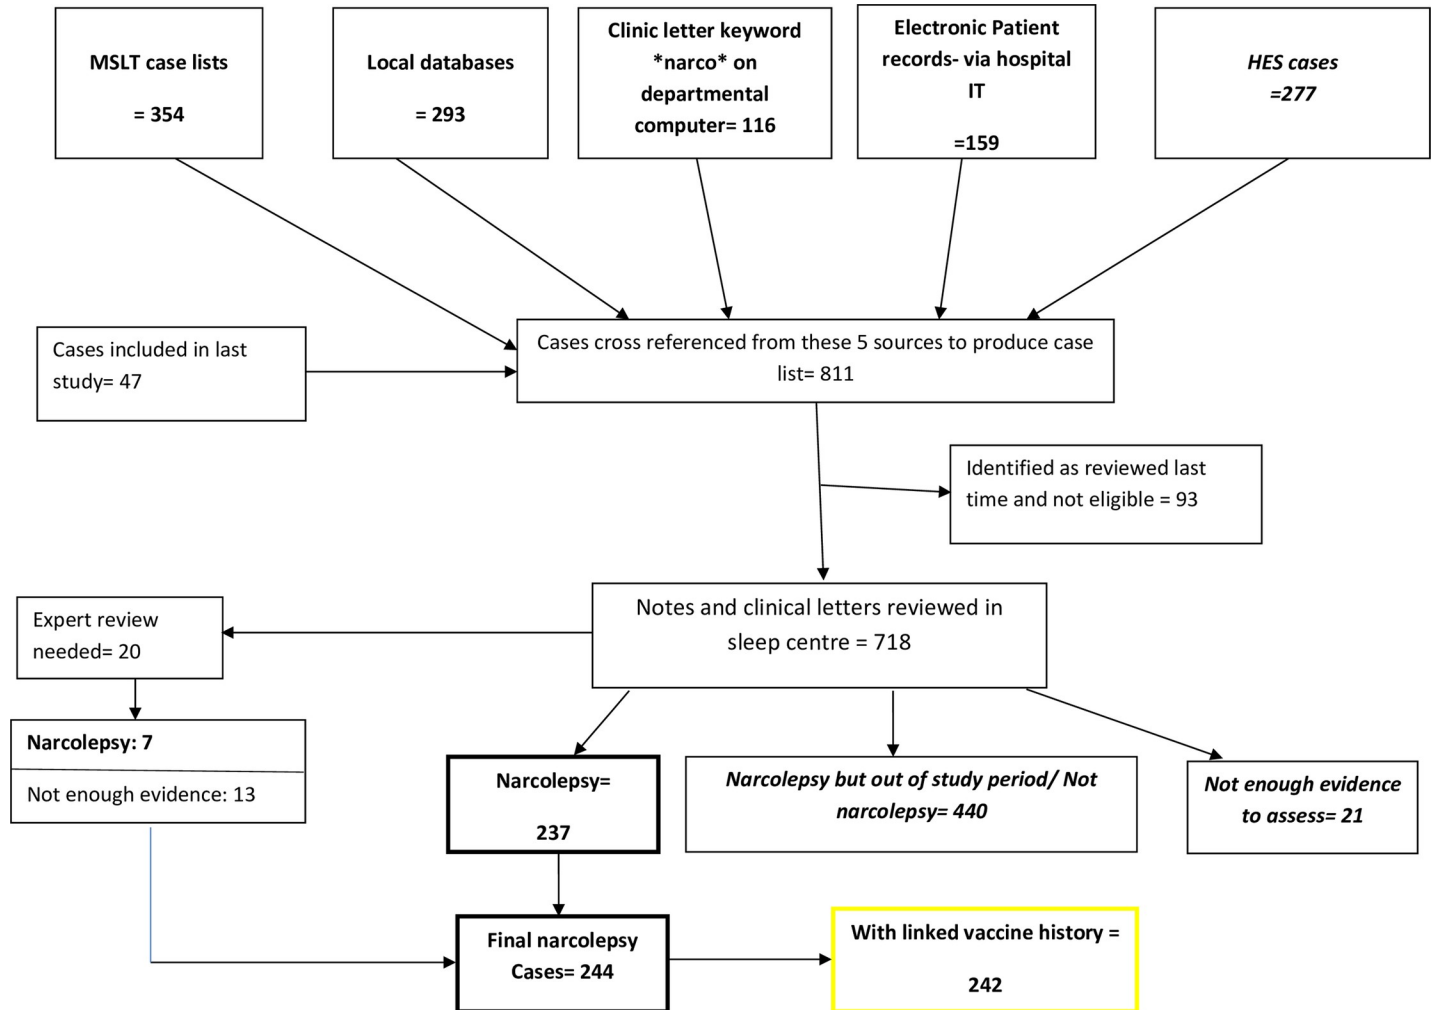 MSLT case lists
= 354
Local databases
= 293
Clinic letter keyword
*narco* on
departmental
computer= 116
Electronic Patient
records- via hospital
IT
=159
HES cases
=277
Cases included in last
study= 47
Cases cross referenced from these 5 sources to produce case
list= 811
Identified as reviewed last
time and not eligible = 93
Notes and clinical letters reviewed in
sleep centre = 718
Expert review
needed= 20
Narcolepsy: 7
Not enough evidence: 13
Narcolepsy=
237
Narcolepsy but out of study period/ Not
narcolepsy= 440
Not enough evidence
to assess= 21
Final narcolepsy
Cases= 244
With linked vaccine history =
242